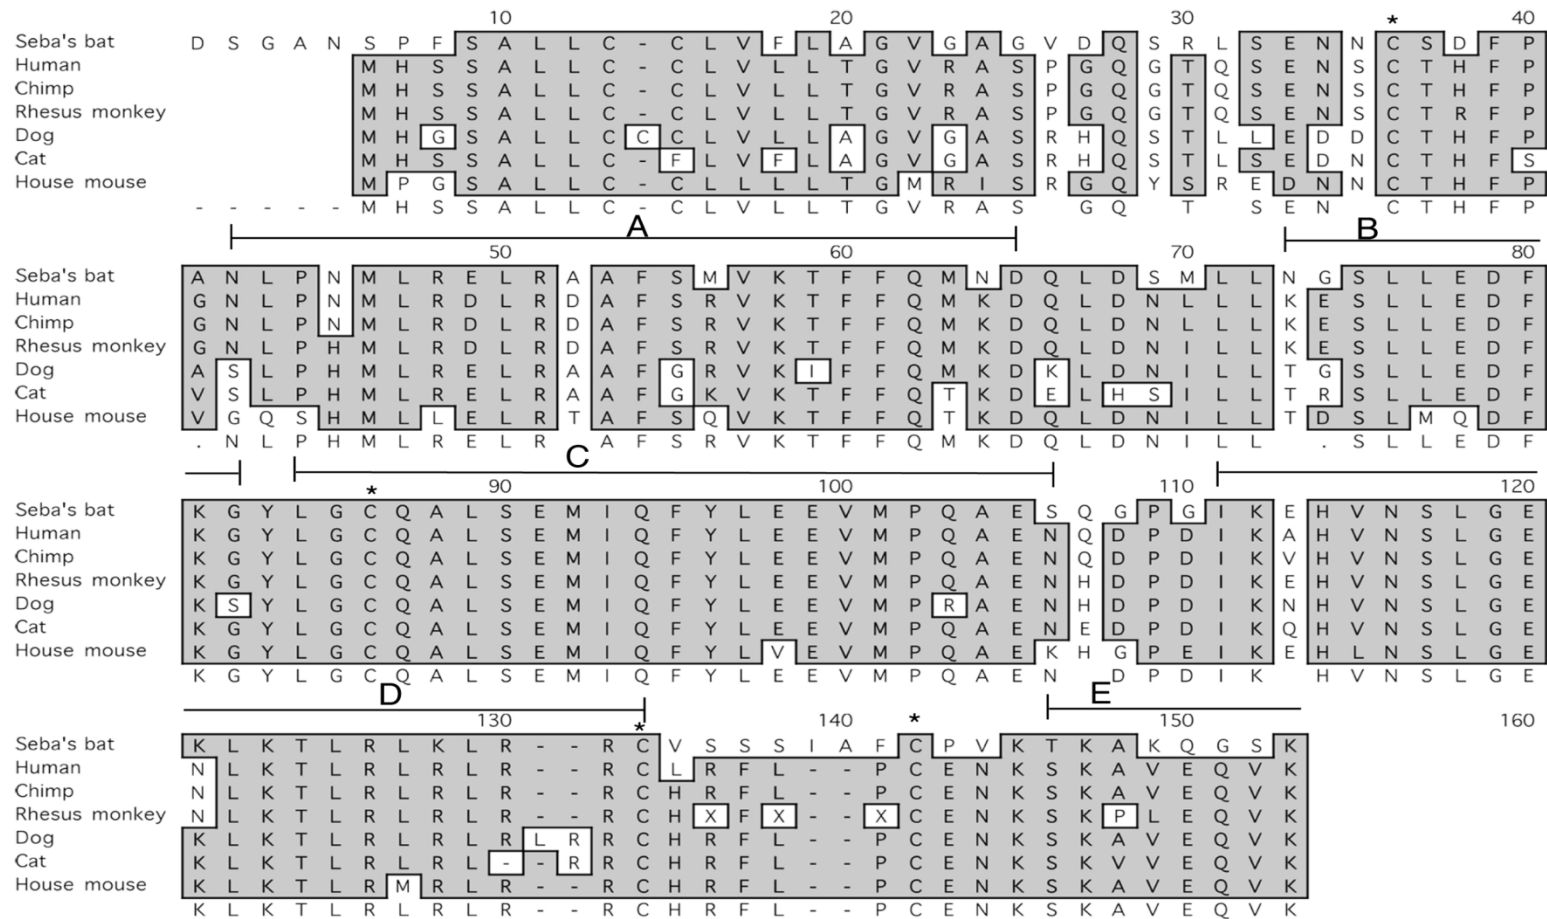 10 20 30 * 40
Seba's bat D S G A N S P F S A L L C - C L V F L A G V G A G V D Q S R L S E N N C S D F P
Human M H S S A L L C - C L V L L T G V R A S P G Q G T Q S E N S C T H F P
Chimp M H S S A L L C - C L V L L T G V R A S P G Q G T Q S E N S C T H F P
Rhesus monkey M H S S A L L C - C L V L L T G V R A S P G Q G T Q S E N S C T R F P
Dog M H G S A L L C C C L V L L A G V G A S R H Q S T L L E D D C T H F P
Cat M H S S A L L C - F L V F L A G V G A S R H Q S T L S E D N C T H F S
House mouse M P G S A L L C - C L L L L T G M R I S R G Q Y S R E D N N C T H F P
- - - - - M H S S A L L C - C L V L L T G V R A S G Q T S E N C T H F P
A B
50 60 70 80
Seba's bat A N L P N M L R E L R A A F S M V K T F F Q M N D Q L D S M L L N G S L L E D F
Human G N L P N M L R D L R D A F S R V K T F F Q M K D Q L D N L L L K E S L L E D F
Chimp G N L P N M L R D L R D A F S R V K T F F Q M K D Q L D N L L L K E S L L E D F
Rhesus monkey G N L P H M L R D L R D A F S R V K T F F Q M K D Q L D N I L L K E S L L E D F
Dog A S L P H M L R E L R A A F G R V K I F F Q M K D K L D N I L L T G S L L E D F
Cat V S L P H M L R E L R A A F G K V K T F F Q T K D E L H S I L L T R S L L E D F
House mouse V G Q S H M L L E L R T A F S Q V K T F F Q T K D Q L D N I L L T D S L M Q D F
. N L P H M L R E L R A F S R V K T F F Q M K D Q L D N I L L . S L L E D F
C
* 90 100 110 120
Seba's bat K G Y L G C Q A L S E M I Q F Y L E E V M P Q A E S Q G P G I K E H V N S L G E
Human K G Y L G C Q A L S E M I Q F Y L E E V M P Q A E N Q D P D I K A H V N S L G E
Chimp K G Y L G C Q A L S E M I Q F Y L E E V M P Q A E N Q D P D I K V H V N S L G E
Rhesus monkey K G Y L G C Q A L S E M I Q F Y L E E V M P Q A E N H D P D I K E H V N S L G E
Dog K S Y L G C Q A L S E M I Q F Y L E E V M P R A E N H D P D I K N H V N S L G E
Cat K G Y L G C Q A L S E M I Q F Y L E E V M P Q A E N E D P D I K Q H V N S L G E
House mouse K G Y L G C Q A L S E M I Q F Y L V E V M P Q A E K H G P E I K E H L N S L G E
K G Y L G C Q A L S E M I Q F Y L E E V M P Q A E N D P D I K H V N S L G E
D E
130 * 140 * 150 160
Seba's bat K L K T L R L K L R - - R C V S S S I A F C P V K T K A K Q G S K
Human N L K T L R L R L R - - R C L R F L - - P C E N K S K A V E Q V K
Chimp N L K T L R L R L R - - R C H R F L - - P C E N K S K A V E Q V K
Rhesus monkey N L K T L R L R L R - - R C H X F X - - X C E N K S K P L E Q V K
Dog K L K T L R L R L R L R R C H R F L - - P C E N K S K A V E Q V K
Cat K L K T L R L R L - - R R C H R F L - - P C E N K S K V V E Q V K
House mouse K L K T L R M R L R - - R C H R F L - - P C E N K S K A V E Q V K
K L K T L R L R L R - - R C H R F L - - P C E N K S K A V E Q V K